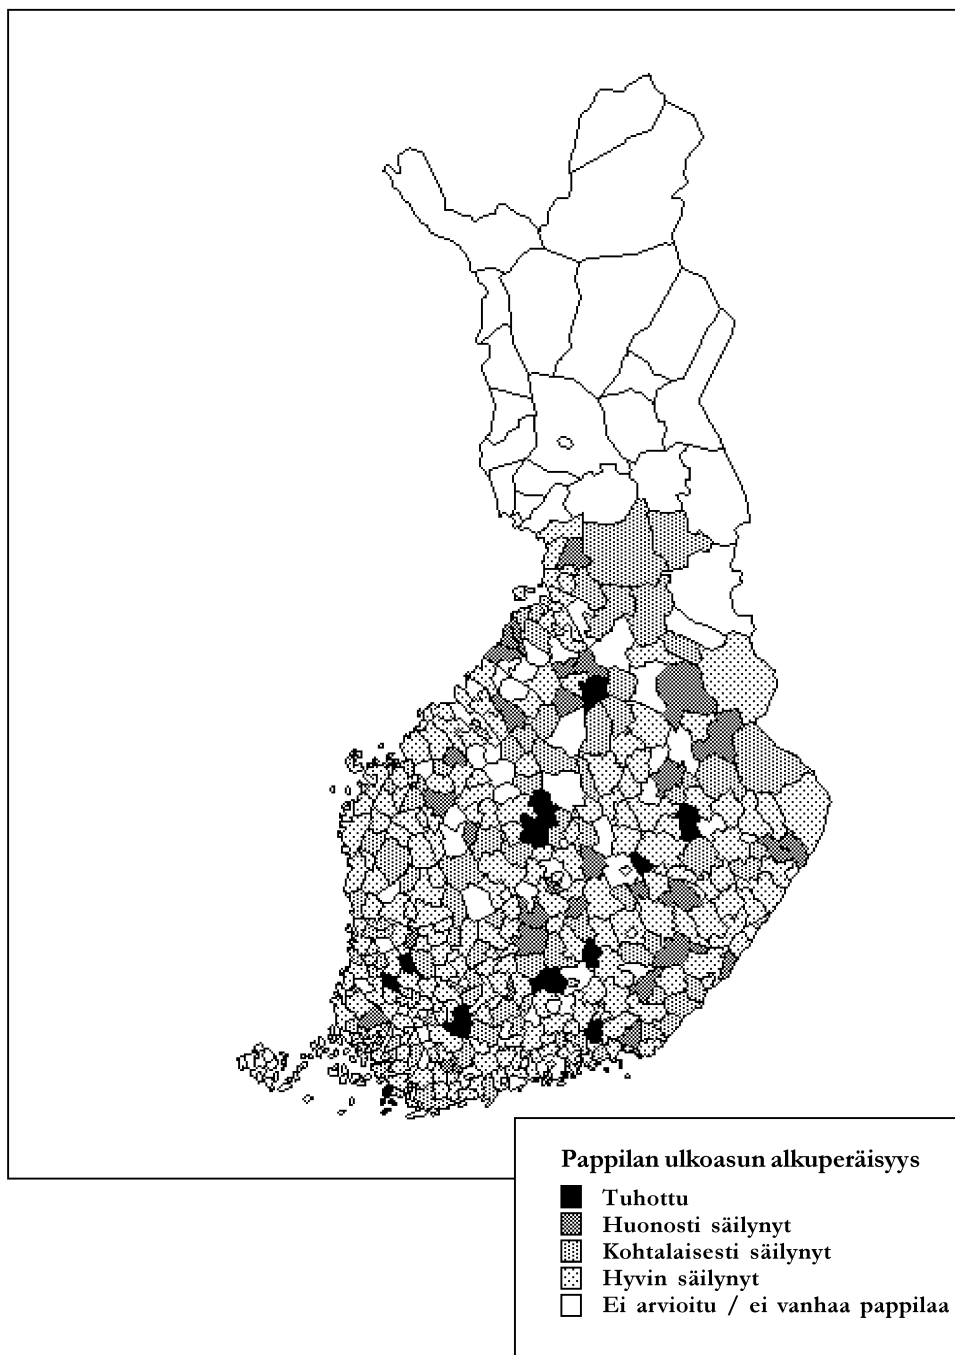 Pappilan ulkoasun alkuperäisyys
Tuhottu
Huonosti säilynyt
Kohtalaisesti säilynyt
Hyvin säilynyt
Ei arvioitu / ei vanhaa pappilaa